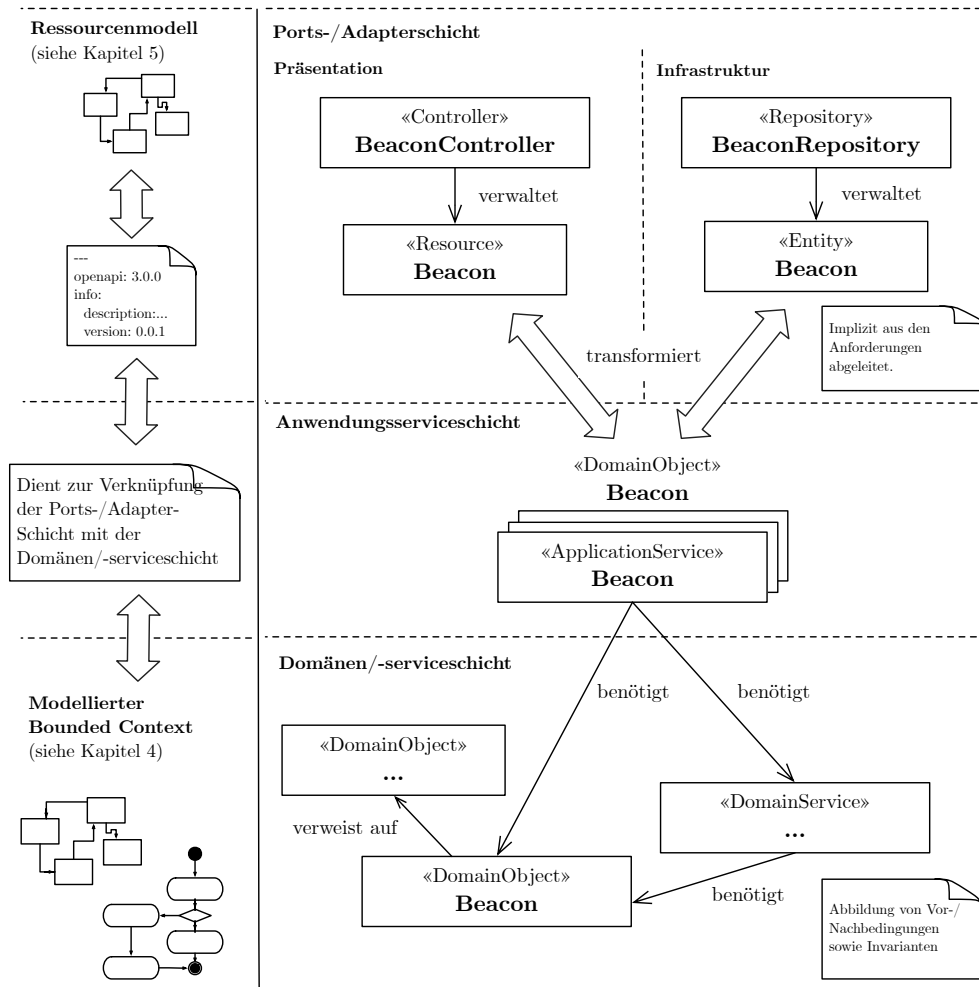 Ressourcenmodell
(siehe Kapitel 5)
---
openapi: 3.0.0
info:
description:...
version: 0.0.1
Dient zur Verknüpfung
der Ports-/Adapter-
Schicht mit der
Domänen/-serviceschicht
Modellierter
Bounded Context
(siehe Kapitel 4)
Ports-/Adapterschicht
Präsentation
«Controller»
BeaconController
verwaltet
«Resource»
Beacon
Infrastruktur
«Repository»
BeaconRepository
verwaltet
«Entity»
Beacon
Implizit aus den
Anforderungen
abgeleitet.
transformiert
Anwendungsserviceschicht
«DomainObject»
Beacon
«ApplicationService»
Beacon
Domänen/-serviceschicht
benötigt
benötigt
«DomainObject»
...
«DomainService»
...
verweist auf
«DomainObject»
Beacon
benötigt
Abbildung von Vor-/
Nachbedingungen
sowie Invarianten